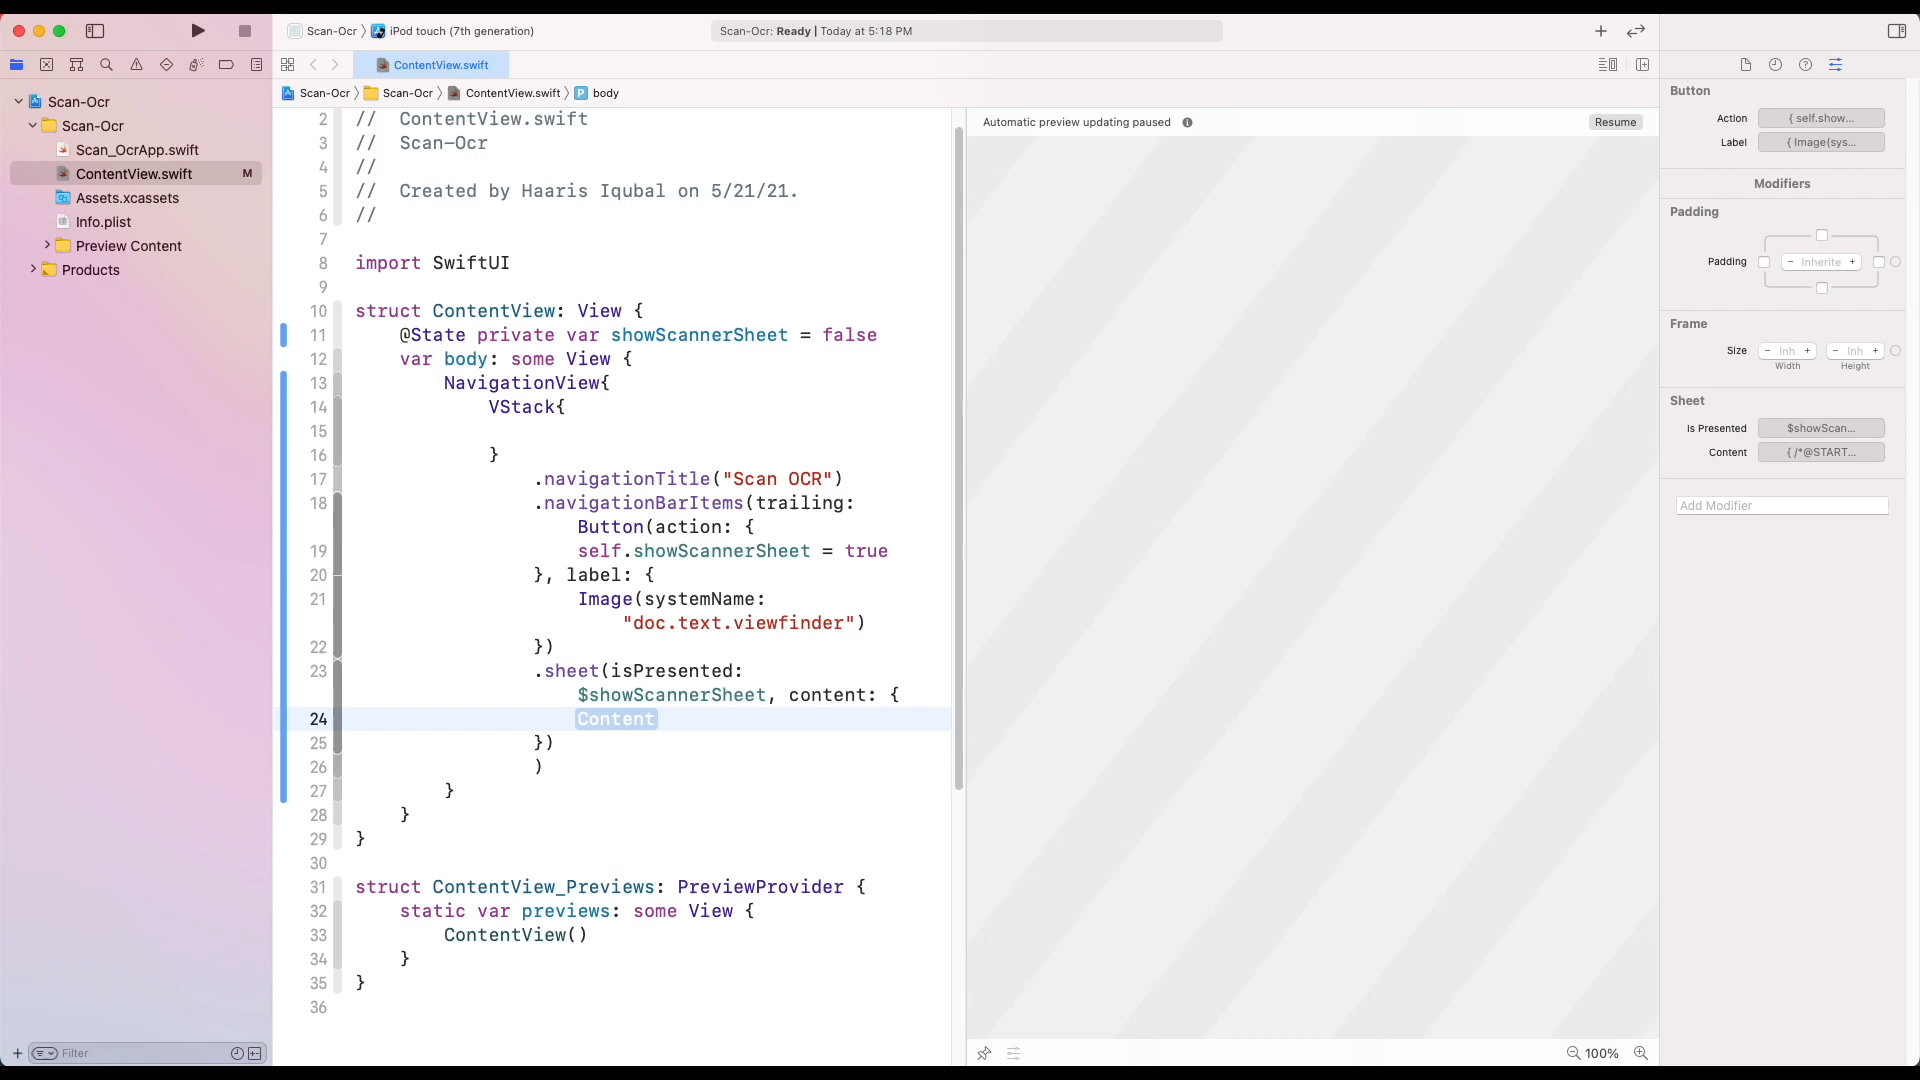 Scan-Ocr
iPod touch (7th generation)
Scan-Ocr: Ready | Today at 5:18 PM
ContentView.swift
Scan-Ocr
Scan-Ocr
ContentView.swift
P
body
Scan-Ocr
Scan-Ocr
Scan_OcrApp.swift
ContentView.swift
M
Assets.xcassets
Info.plist
Preview Content
Products
Filter
2 // ContentView.swift
3 // Scan-Ocr
4 //
5 // Created by Haaris Iqubal on 5/21/21.
6 //
7
8 import SwiftUI
9
10 struct ContentView: View {
11 @State private var showScannerSheet = false
12 var body: some View {
13 NavigationView{
14 VStack{
15
16 }
17 .navigationTitle("Scan OCR")
18 .navigationBarItems(trailing:
Button(action: {
19 self.showScannerSheet = true
20 }, label: {
21 Image(systemName:
"doc.text.viewfinder")
22 })
23 .sheet(isPresented:
$showScannerSheet, content: {
24 Content
25 })
26 )
27 }
28 }
29 }
30
31 struct ContentView_Previews: PreviewProvider {
32 static var previews: some View {
33 ContentView()
34 }
35 }
36
Automatic preview updating paused
Resume
100%
Button
Action { self.show...
Label { Image(sys...
Modifiers
Padding
Padding − Inherite +
Frame
Size − Inh + − Inh +
Width Height
Sheet
Is Presented $showScan...
Content { /*@START...
Add Modifier